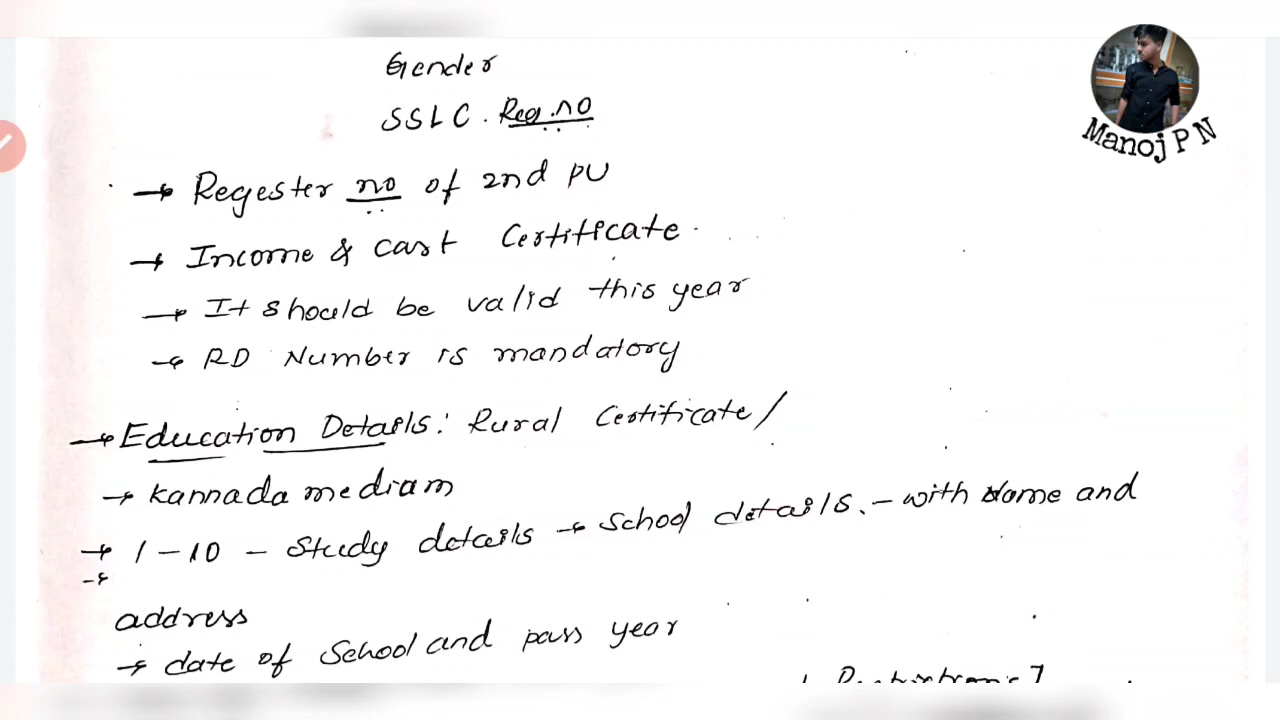 Gender
SSLC. Reg.no
→ Regester no of 2nd PU
→ Income & cast Certificate.
→ It should be valid this year
→ RD Number is mandatory
→ Education Details: Rural Certificate/
→ kannada mediam
→ 1-10 - Study details → School details. - with Name and
address
→ date of School and pass year
Manoj P N